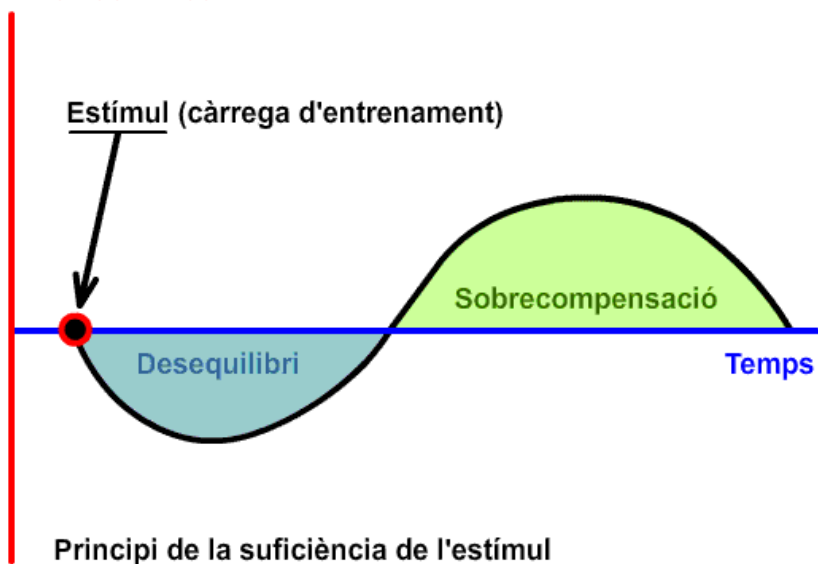 Estímul (càrrega d'entrenament)
Sobrecompensació
Desequilibri
Temps
Principi de la suficiència de l'estímul